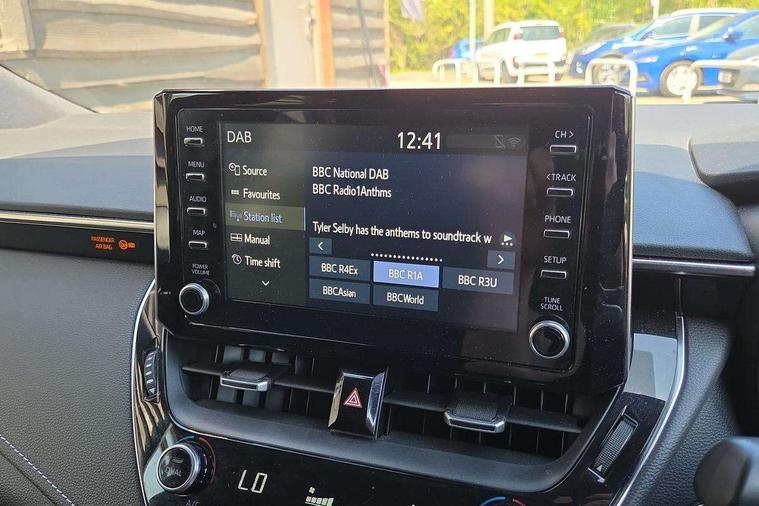 HOME
MENU
AUDIO
MAP
POWER
VOLUME
DAB
12:41
Source
Favourites
Station list
Manual
Time shift
BBC National DAB
BBC Radio1Anthms
Tyler Selby has the anthems to soundtrack w
BBC R4Ex
BBC R1A
BBC R3U
BBCAsian
BBCWorld
CH >
< TRACK
PHONE
SETUP
TUNE
SCROLL
PASSENGER
AIR BAG
LO
A/C